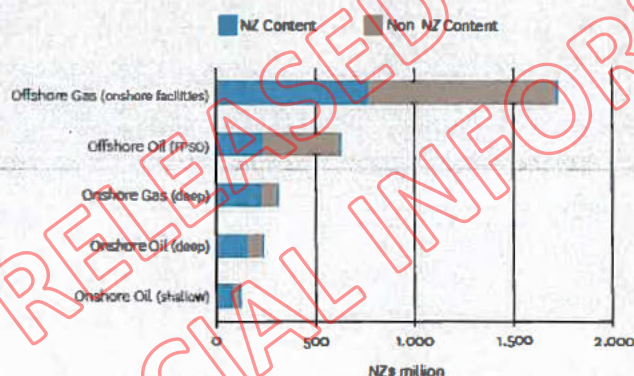 NZ Content
Non NZ Content
Offshore Gas (onshore facilities)
Offshore Oil (FPSO)
Onshore Gas (deep)
Onshore Oil (deep)
Onshore Oil (shallow)
0 500 1.000 1.500 2.000
NZ$ million
RELEASED
CIAL INFOR